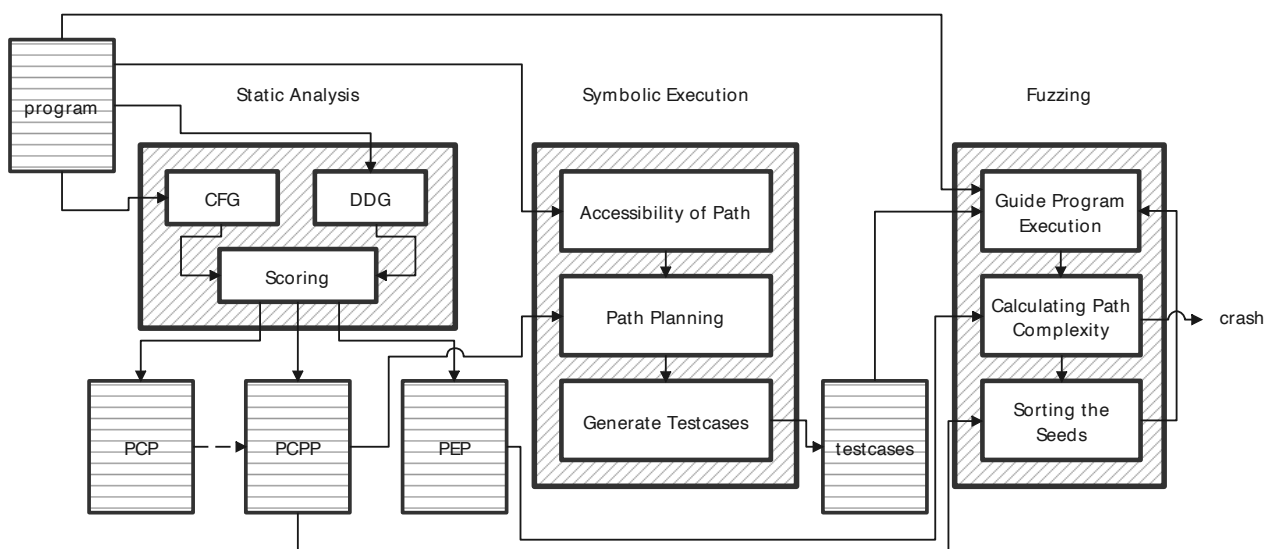 program
Static Analysis
Symbolic Execution
Fuzzing
CFG
DDG
Scoring
PCP
PCPP
PEP
Accessibility of Path
Path Planning
Generate Testcases
testcases
Guide Program
Execution
Calculating Path
Complexity
Sorting the
Seeds
crash